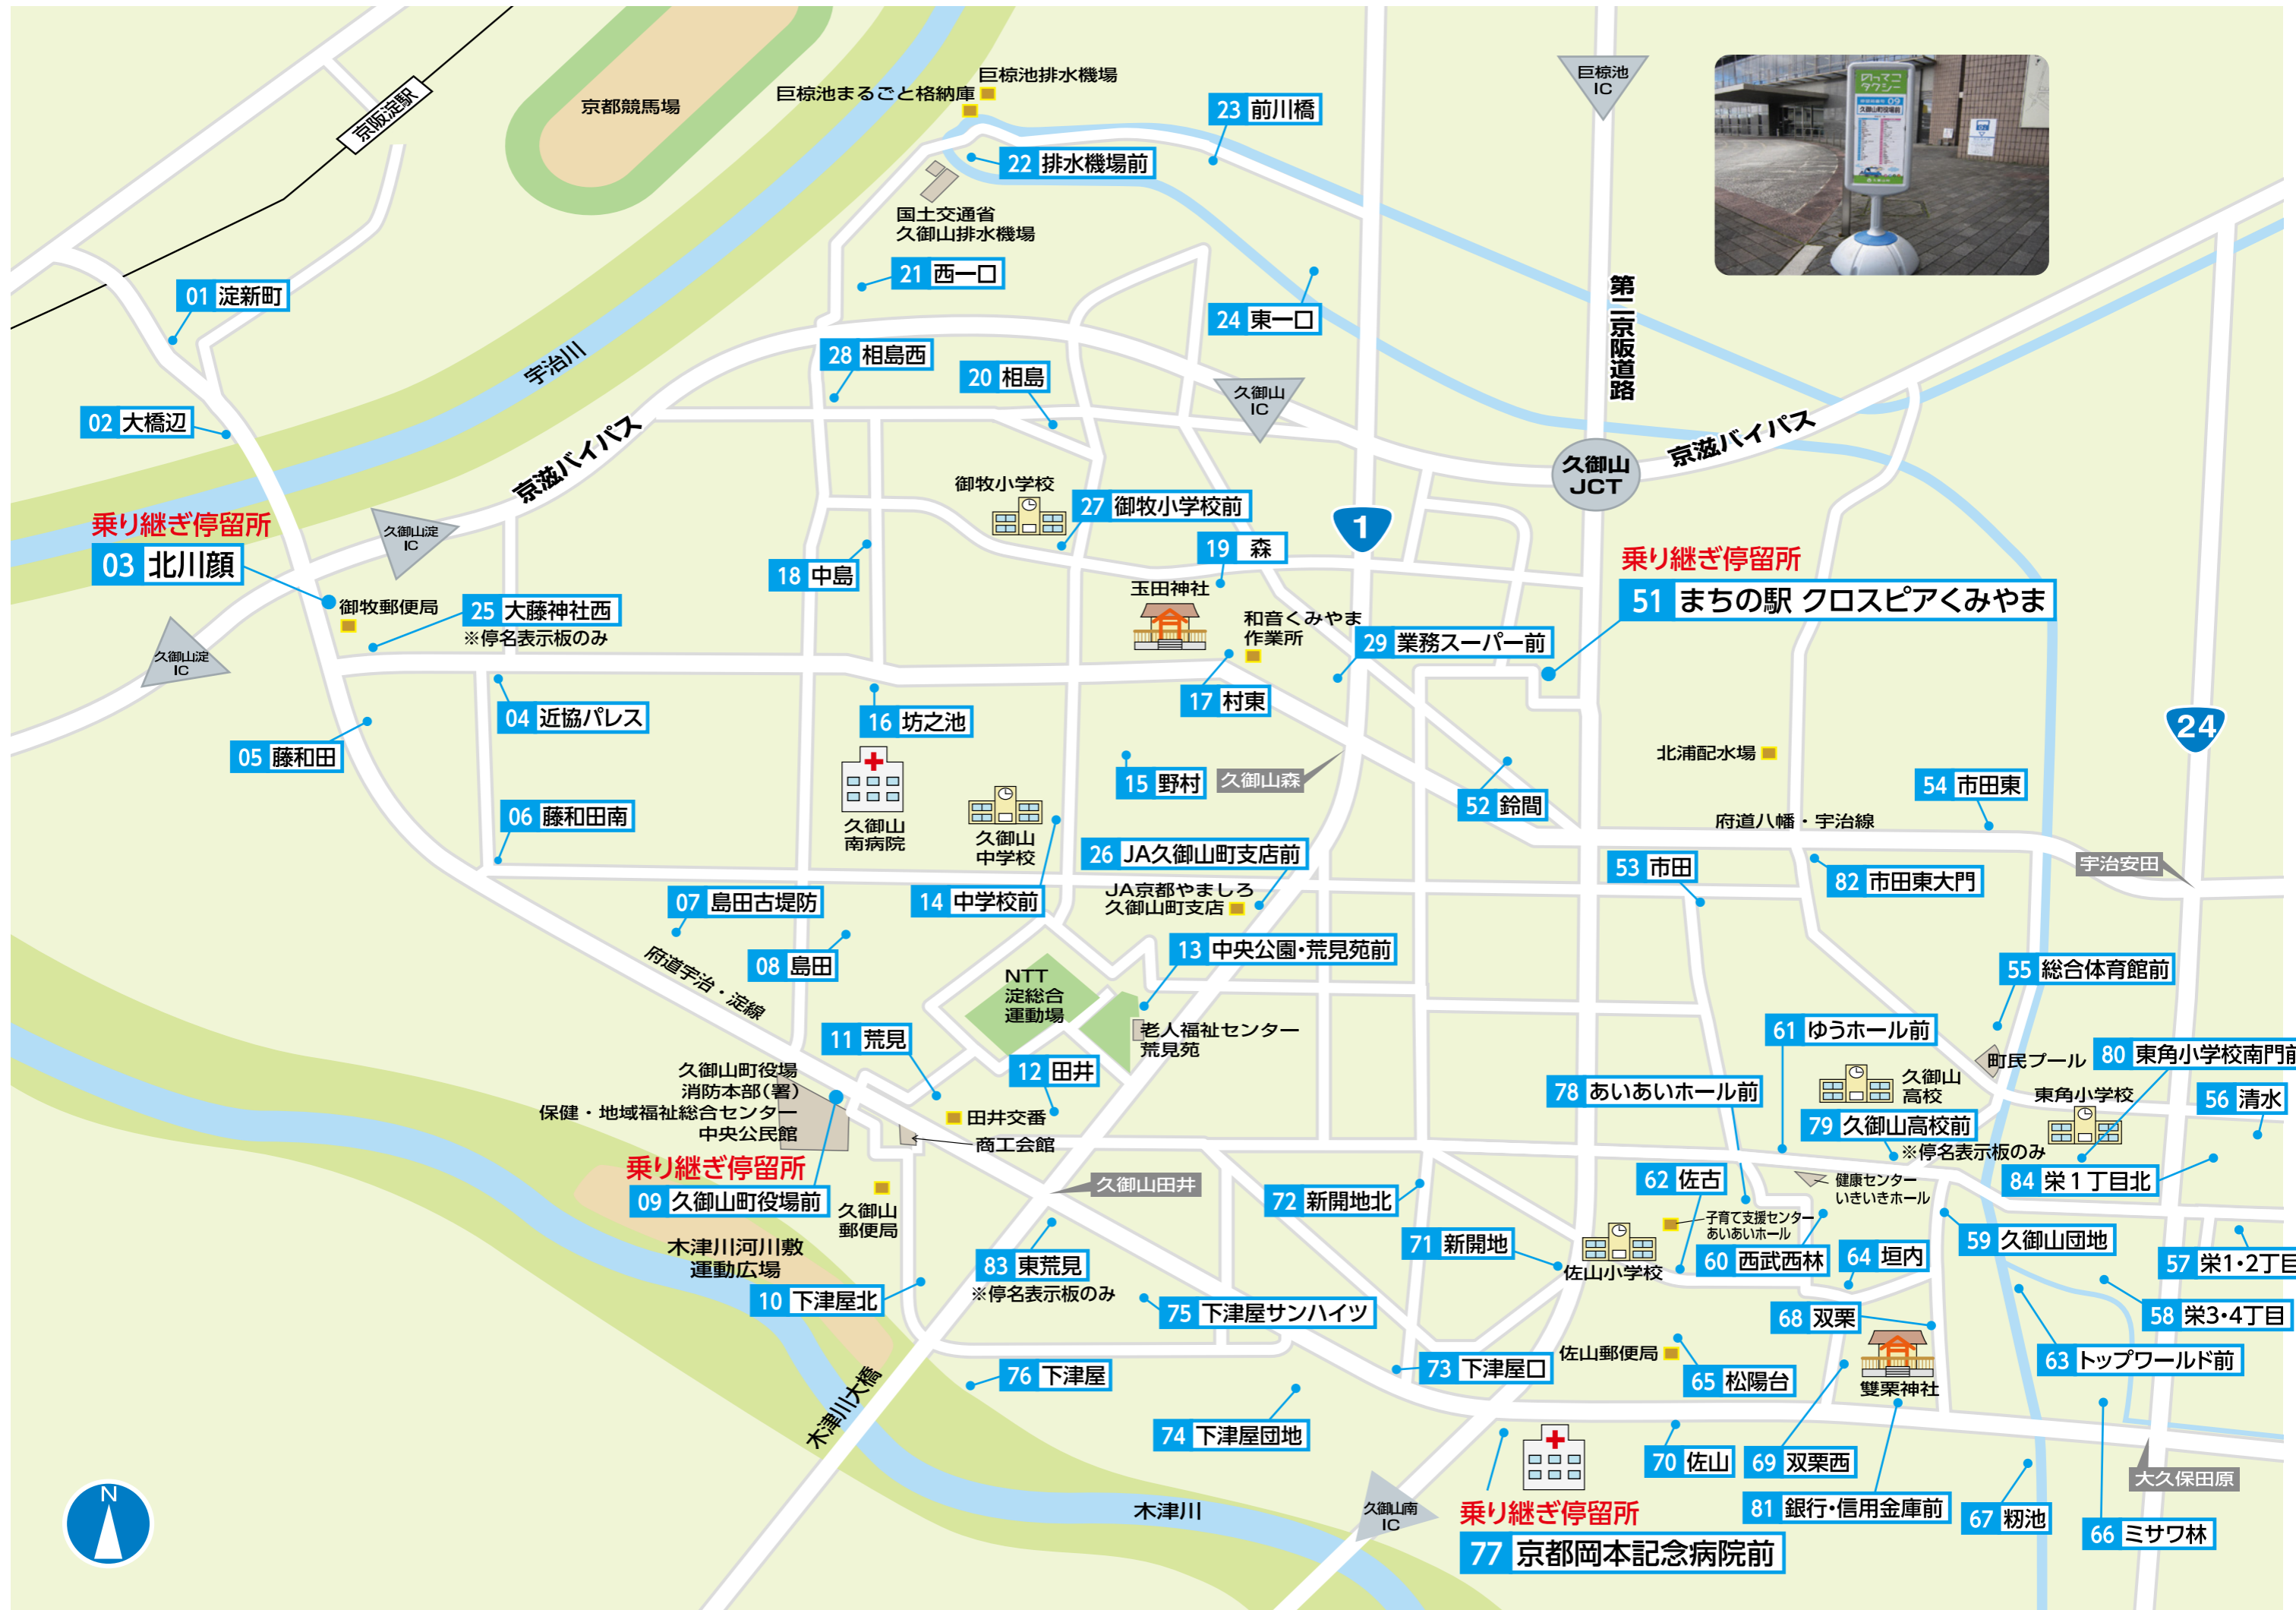 京阪淀駅
京都競馬場
巨椋池排水機場
巨椋池まるごと格納庫
23 前川橋
巨椋池
IC
のってこ
タクシー
09
久御山町役場前
22 排水機場前
国土交通省
久御山排水機場
21 西一口
01 淀新町
24 東一口
第二京阪道路
宇治川
28 相島西
20 相島
久御山
IC
02 大橋辺
京滋バイパス
京滋バイパス
久御山
JCT
御牧小学校
27 御牧小学校前
1
乗り継ぎ停留所
03 北川顔
久御山淀
IC
19 森
18 中島
乗り継ぎ停留所
51 まちの駅 クロスピアくみやま
玉田神社
御牧郵便局
25 大藤神社西
※停名表示板のみ
和音くみやま
作業所
29 業務スーパー前
久御山淀
IC
17 村東
04 近協パレス
16 坊之池
24
05 藤和田
北浦配水場
15 野村
久御山森
54 市田東
52 鈴間
06 藤和田南
久御山
南病院
久御山
中学校
府道八幡・宇治線
26 JA久御山町支店前
宇治安田
53 市田
82 市田東大門
JA京都やましろ
久御山町支店
07 島田古堤防
14 中学校前
13 中央公園・荒見苑前
08 島田
府道宇治・淀線
NTT
淀総合
運動場
55 総合体育館前
11 荒見
老人福祉センター
荒見苑
61 ゆうホール前
町民プール
80 東角小学校南門前
12 田井
久御山町役場
消防本部(署)
保健・地域福祉総合センター
中央公民館
78 あいあいホール前
久御山
高校
東角小学校
56 清水
田井交番
79 久御山高校前
※停名表示板のみ
商工会館
乗り継ぎ停留所
09 久御山町役場前
久御山田井
62 佐古
健康センター
いきいきホール
84 栄1丁目北
72 新開地北
久御山
郵便局
子育て支援センター
あいあいホール
71 新開地
59 久御山団地
木津川河川敷
運動広場
83 東荒見
※停名表示板のみ
佐山小学校
60 西武西林
64 垣内
57 栄1・2丁目
10 下津屋北
75 下津屋サンハイツ
68 双栗
58 栄3・4丁目
佐山郵便局
63 トップワールド前
76 下津屋
73 下津屋口
65 松陽台
雙栗神社
木津川大橋
74 下津屋団地
70 佐山
69 双栗西
大久保田原
N
木津川
久御山南
IC
乗り継ぎ停留所
77 京都岡本記念病院前
81 銀行・信用金庫前
67 籾池
66 ミサワ林